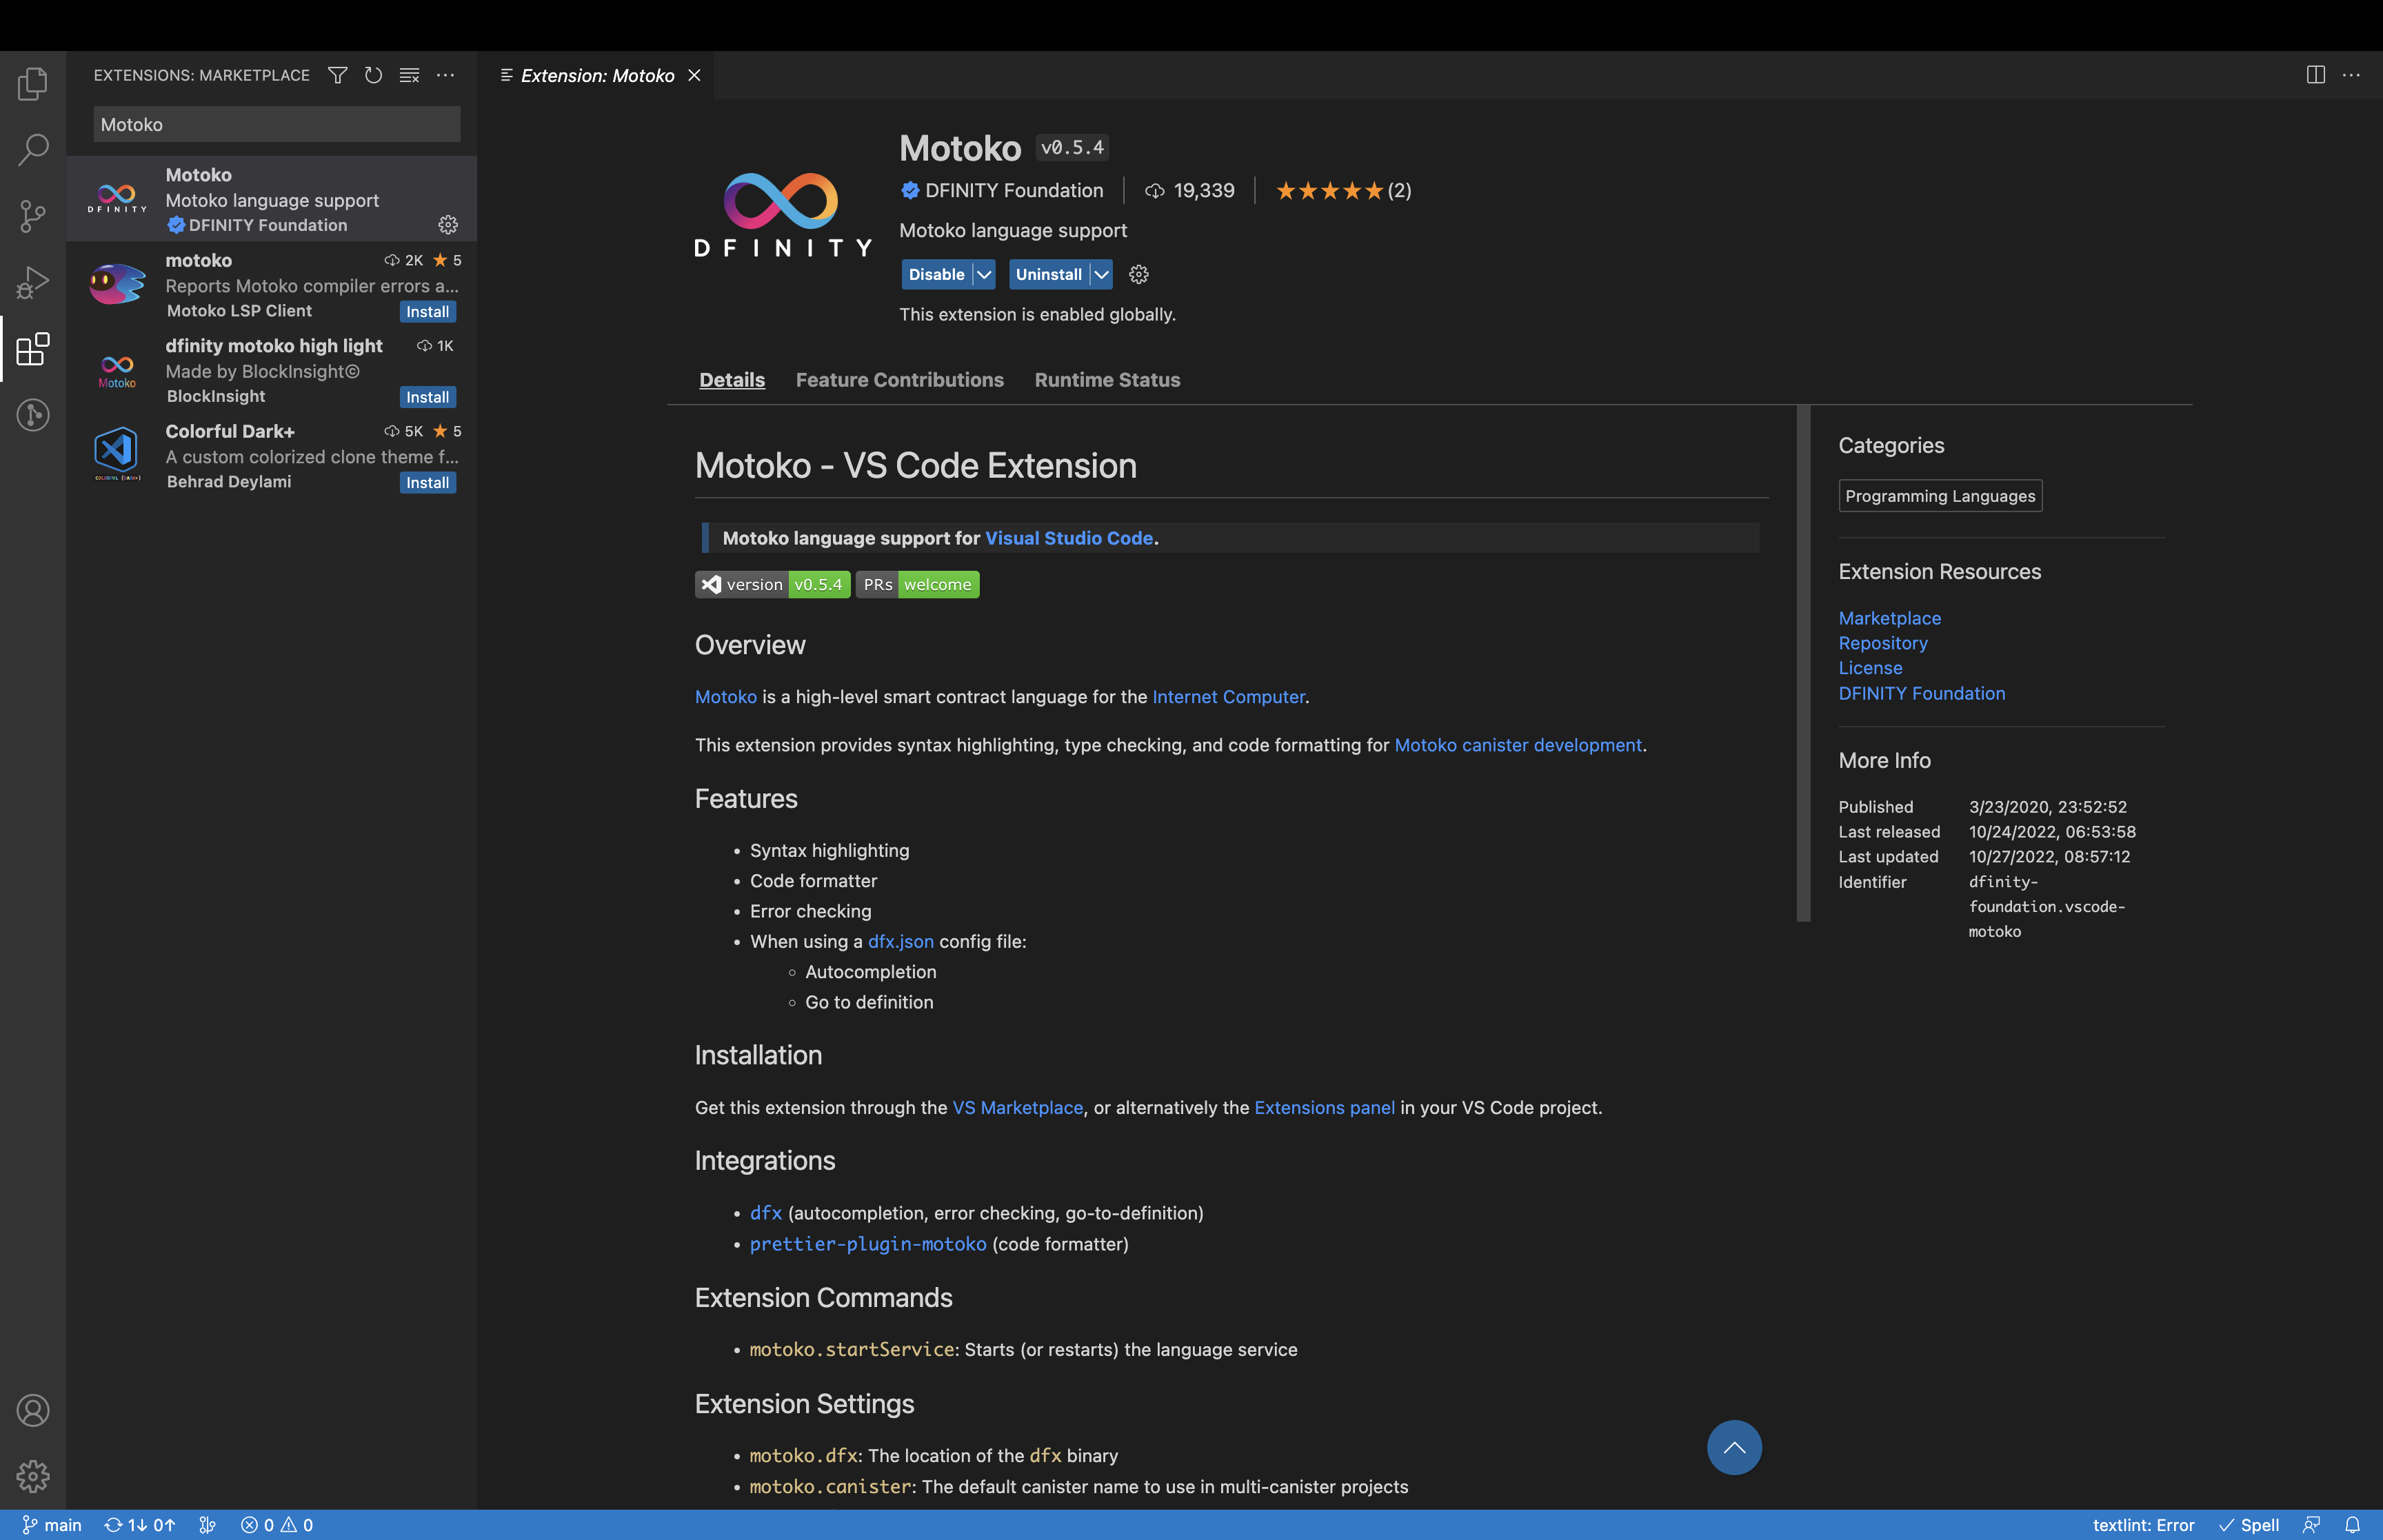 EXTENSIONS: MARKETPLACE
Motoko
DFINITY
Motoko
Motoko language support
DFINITY Foundation
motoko
2K ★ 5
Reports Motoko compiler errors a...
Motoko LSP Client
Install
Motoko
dfinity motoko high light
1K
Made by BlockInsight©
BlockInsight
Install
Colorful Dark+
5K ★ 5
A custom colorized clone theme f...
COLORFUL (DARK+)
Behrad Deylami
Install
Extension: Motoko
DFINITY
Motoko v0.5.4
DFINITY Foundation | 19,339 | ★★★★★(2)
Motoko language support
Disable Uninstall
This extension is enabled globally.
Details Feature Contributions Runtime Status
Motoko - VS Code Extension
Motoko language support for Visual Studio Code.
version v0.5.4 PRs welcome
Overview
Motoko is a high-level smart contract language for the Internet Computer.
This extension provides syntax highlighting, type checking, and code formatting for Motoko canister development.
Features
• Syntax highlighting
• Code formatter
• Error checking
• When using a dfx.json config file:
◦ Autocompletion
◦ Go to definition
Installation
Get this extension through the VS Marketplace, or alternatively the Extensions panel in your VS Code project.
Integrations
• dfx (autocompletion, error checking, go-to-definition)
• prettier-plugin-motoko (code formatter)
Extension Commands
• motoko.startService: Starts (or restarts) the language service
Extension Settings
• motoko.dfx: The location of the dfx binary
• motoko.canister: The default canister name to use in multi-canister projects
Categories
Programming Languages
Extension Resources
Marketplace
Repository
License
DFINITY Foundation
More Info
Published 3/23/2020, 23:52:52
Last released 10/24/2022, 06:53:58
Last updated 10/27/2022, 08:57:12
Identifier dfinity-
foundation.vscode-
motoko
main 1↓ 0↑ 0 0
textlint: Error ✓ Spell